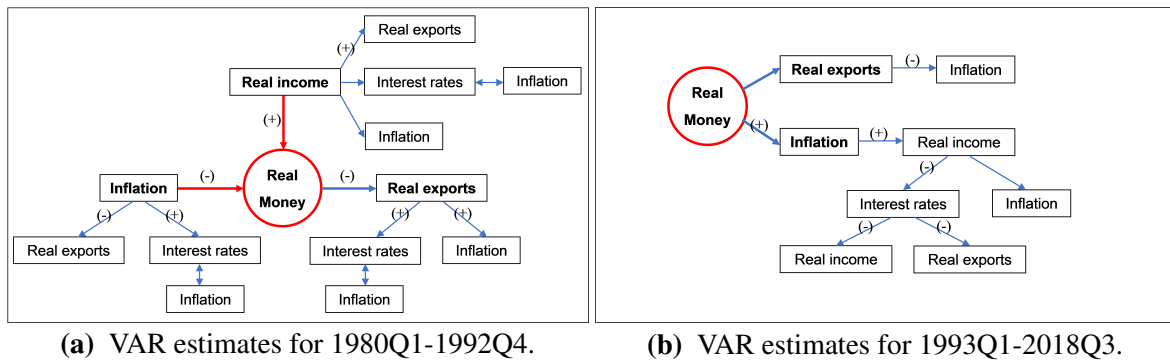 Real exports
(+)
Real income
Interest rates
Inflation
(+)
Inflation
Inflation
(-)
Real
Money
(-)
Real exports
(-)
(+)
(+)
(+)
Real exports
Interest rates
Interest rates
Inflation
Inflation
Inflation
(a) VAR estimates for 1980Q1-1992Q4.
Real
Money
Real exports
(-)
Inflation
(+)
Inflation
(+)
Real income
(-)
Interest rates
Inflation
(-)
(-)
Real income
Real exports
(b) VAR estimates for 1993Q1-2018Q3.